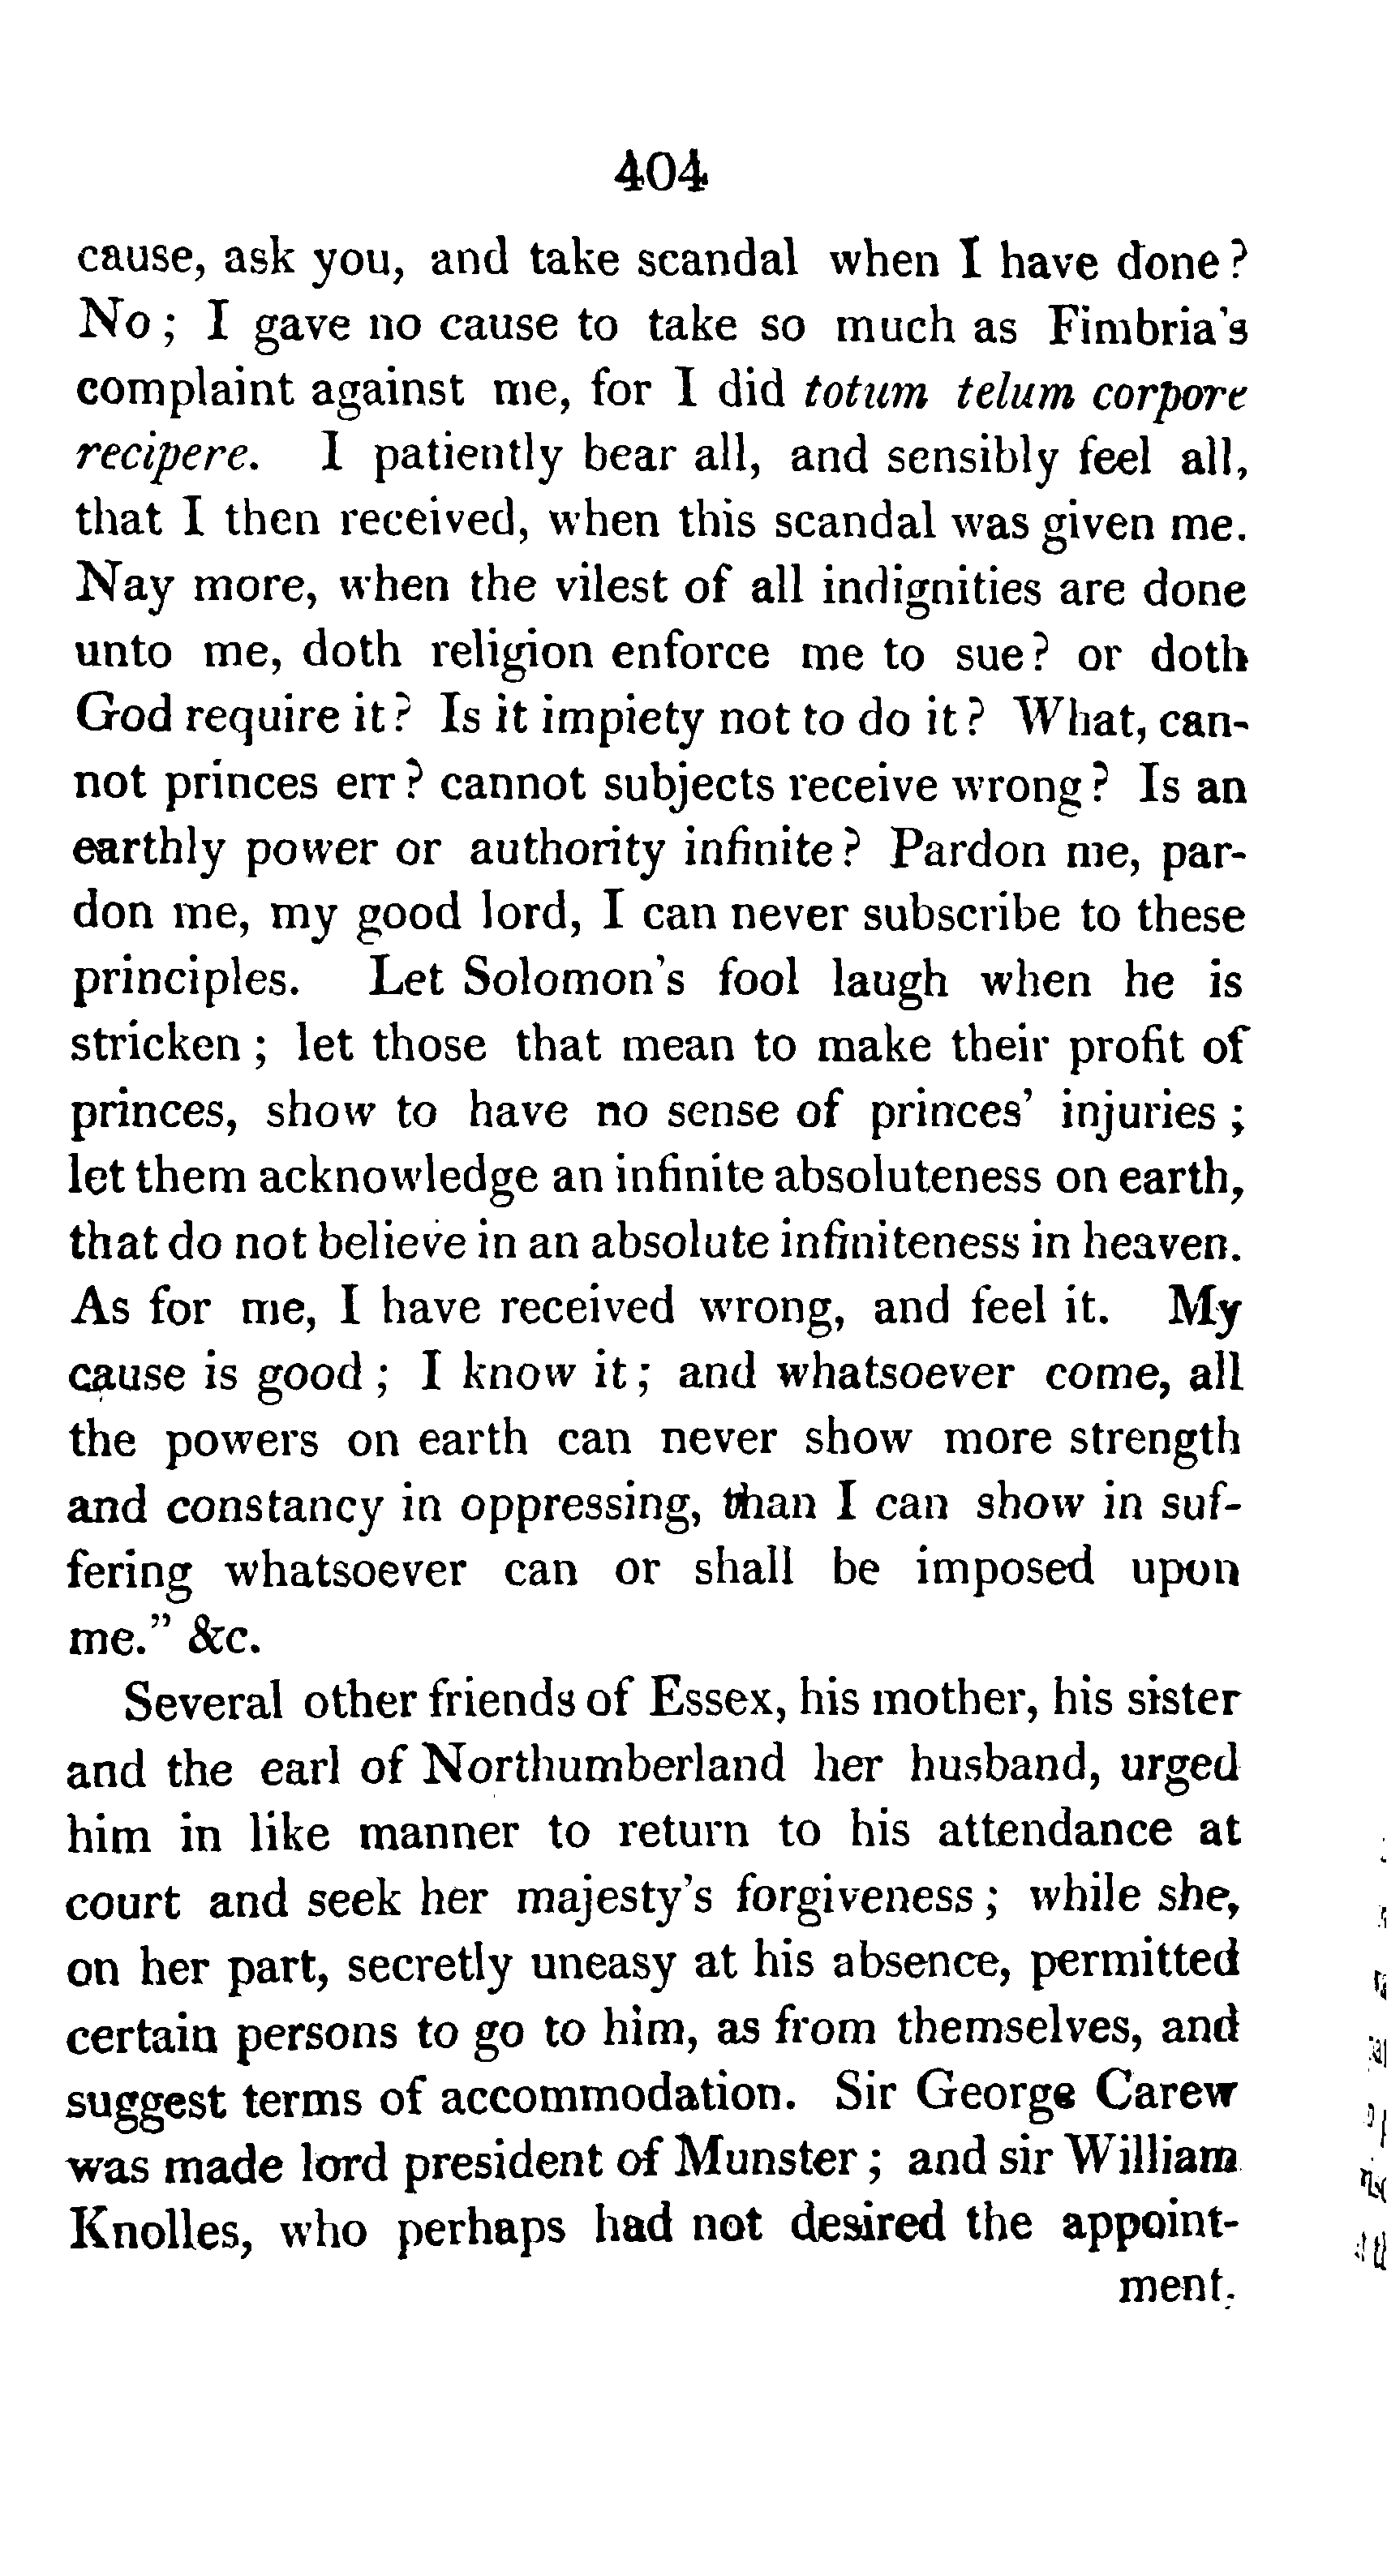 404
cause, ask you, and take scandal when I have done?
No; I gave no cause to take so much as Fimbria's
complaint against me, for I did totum telum corpore
recipere. I patiently bear all, and sensibly feel all,
that I then received, when this scandal was given me.
Nay more, when the vilest of all indignities are done
unto me, doth religion enforce me to sue? or doth
God require it? Is it impiety not to do it? What, can-
not princes err? cannot subjects receive wrong? Is an
earthly power or authority infinite? Pardon me, par-
don me, my good lord, I can never subscribe to these
principles. Let Solomon's fool laugh when he is
stricken; let those that mean to make their profit of
princes, show to have no sense of princes' injuries;
let them acknowledge an infinite absoluteness on earth,
that do not believe in an absolute infiniteness in heaven.
As for me, I have received wrong, and feel it. My
cause is good; I know it; and whatsoever come, all
the powers on earth can never show more strength
and constancy in oppressing, than I can show in suf-
fering whatsoever can or shall be imposed upon
me." &c.
Several other friends of Essex, his mother, his sister
and the earl of Northumberland her husband, urged
him in like manner to return to his attendance at
court and seek her majesty's forgiveness; while she,
on her part, secretly uneasy at his absence, permitted
certain persons to go to him, as from themselves, and
suggest terms of accommodation. Sir George Carew
was made lord president of Munster; and sir William
Knolles, who perhaps had not desired the appoint-
ment.